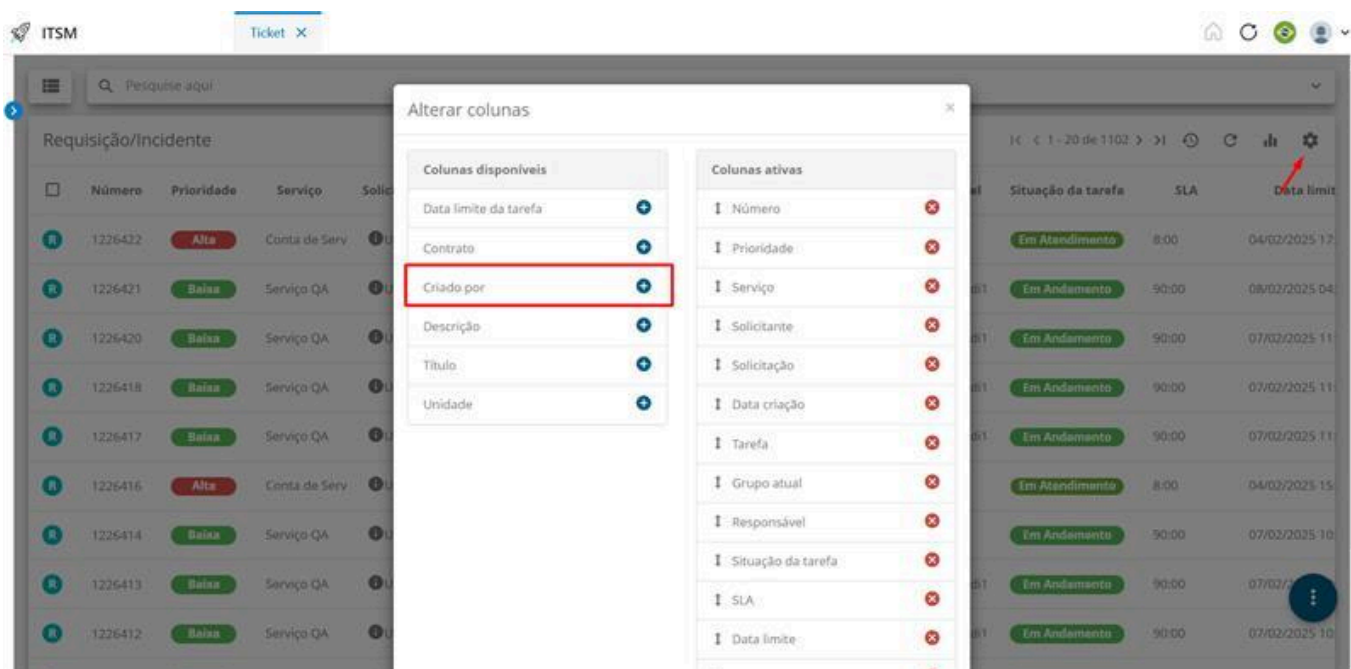 ITSM
Ticket
Pesquise aqui
Alterar colunas
Requisição/Incidente
1 - 20 de 1102
Colunas disponíveis
Colunas ativas
Número Prioridade Serviço Solic
el Situação da tarefa SLA Data limit
Data limite da tarefa
Número
R 1226422 Alta Conta de Serv
Em Atendimento 8:00 04/02/2025 17:
Contrato
Prioridade
R 1226421 Baixa Serviço QA
Em Andamento 90:00 08/02/2025 04:
Criado por
Serviço
R 1226420 Baixa Serviço QA
Em Andamento 90:00 07/02/2025 11:
Descrição
Solicitante
Título
Solicitação
R 1226418 Baixa Serviço QA
Em Andamento 90:00 07/02/2025 11:
Unidade
Data criação
R 1226417 Baixa Serviço QA
Em Andamento 90:00 07/02/2025 11:
Tarefa
R 1226416 Alta Conta de Serv
Em Atendimento 8:00 04/02/2025 15:
Grupo atual
Responsável
R 1226414 Baixa Serviço QA
Em Andamento 90:00 07/02/2025 10:
Situação da tarefa
R 1226413 Baixa Serviço QA
Em Andamento 90:00 07/02/2
SLA
R 1226412 Baixa Serviço QA
Em Andamento 90:00 07/02/2025 10:
Data limite